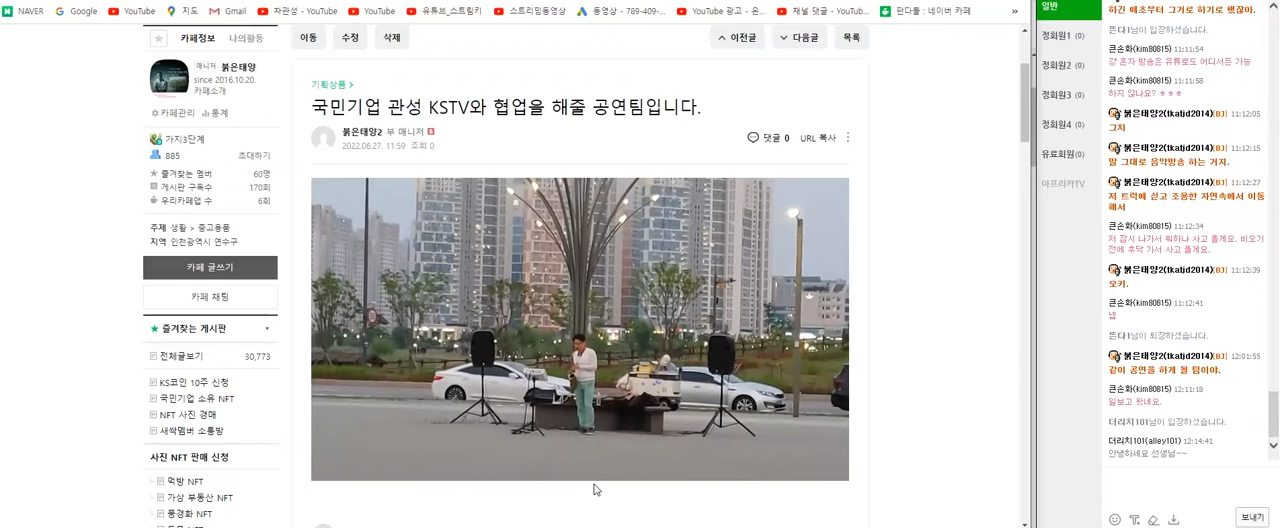 NAVER
Google
자관성 - YouTube
지도
Gmail
자관성 - YouTube
YouTube
유튜브_스트림키
스트리밍동영상
동영상 - 789-409-...
YouTube 광고 - 온...
채널 댓글 - YouTub...
판다툴 : 네이버 카페
»
카페정보
나의활동
매니저 붉은태양
since 2016.10.20.
카페소개
카페관리
통계
가지3단계
885
초대하기
즐겨찾는 멤버
60명
게시판 구독수
170회
우리카페앱 수
6회
주제 생활 > 중고용품
지역 인천광역시 연수구
카페 글쓰기
카페 채팅
즐겨찾는 게시판
전체글보기
30,773
KS코인 10주 신청
국민기업 소유 NFT
NFT 사진 경매
새싹멤버 소통방
사진 NFT 판매 신청
먹방 NFT
가상 부동산 NFT
풍경화 NFT
이동
수정
삭제
이전글
다음글
목록
기획상품 >
국민기업 관성 KSTV와 협업을 해줄 공연팀입니다.
붉은태양2 부 매니저
2022.06.27. 11:59 조회 0
댓글 0
URL 복사
일반
정회원1 (0)
정회원2 (0)
정회원3 (0)
정회원4 (0)
유료회원(0)
아프리카TV
하긴 애초부터 그거로 하기로 했잖아.
뜬다1님이 입장하셨습니다.
큰손화(kim80815) 11:11:54
걍 혼자 방송은 유튜로도 어디서든 가능
큰손화(kim80815) 11:11:58
하지 않나요? ㅎㅎㅎ
붉은태양2(tkatjd2014)[BJ] 11:12:05
그치
붉은태양2(tkatjd2014)[BJ] 11:12:15
말 그대로 음악방송 하는 거지.
붉은태양2(tkatjd2014)[BJ] 11:12:27
저 트럭에 싣고 조용한 자연속에서 이동
해서
큰손화(kim80815) 11:12:34
저 잠시 나가서 뭐하나 사고 올게요. 비오기
전에 후닥 가서 사고 올게요.
붉은태양2(tkatjd2014)[BJ] 11:12:39
오키.
큰손화(kim80815) 11:12:41
넵
뜬다1님이 퇴장하셨습니다.
붉은태양2(tkatjd2014)[BJ] 12:01:55
같이 공연을 하게 될 팀이야.
큰손화(kim80815) 12:11:18
일보고 왔네요.
더리치101님이 입장하셨습니다.
더리치101(alley101) 12:14:41
안녕하세요 선생님~~
보내기